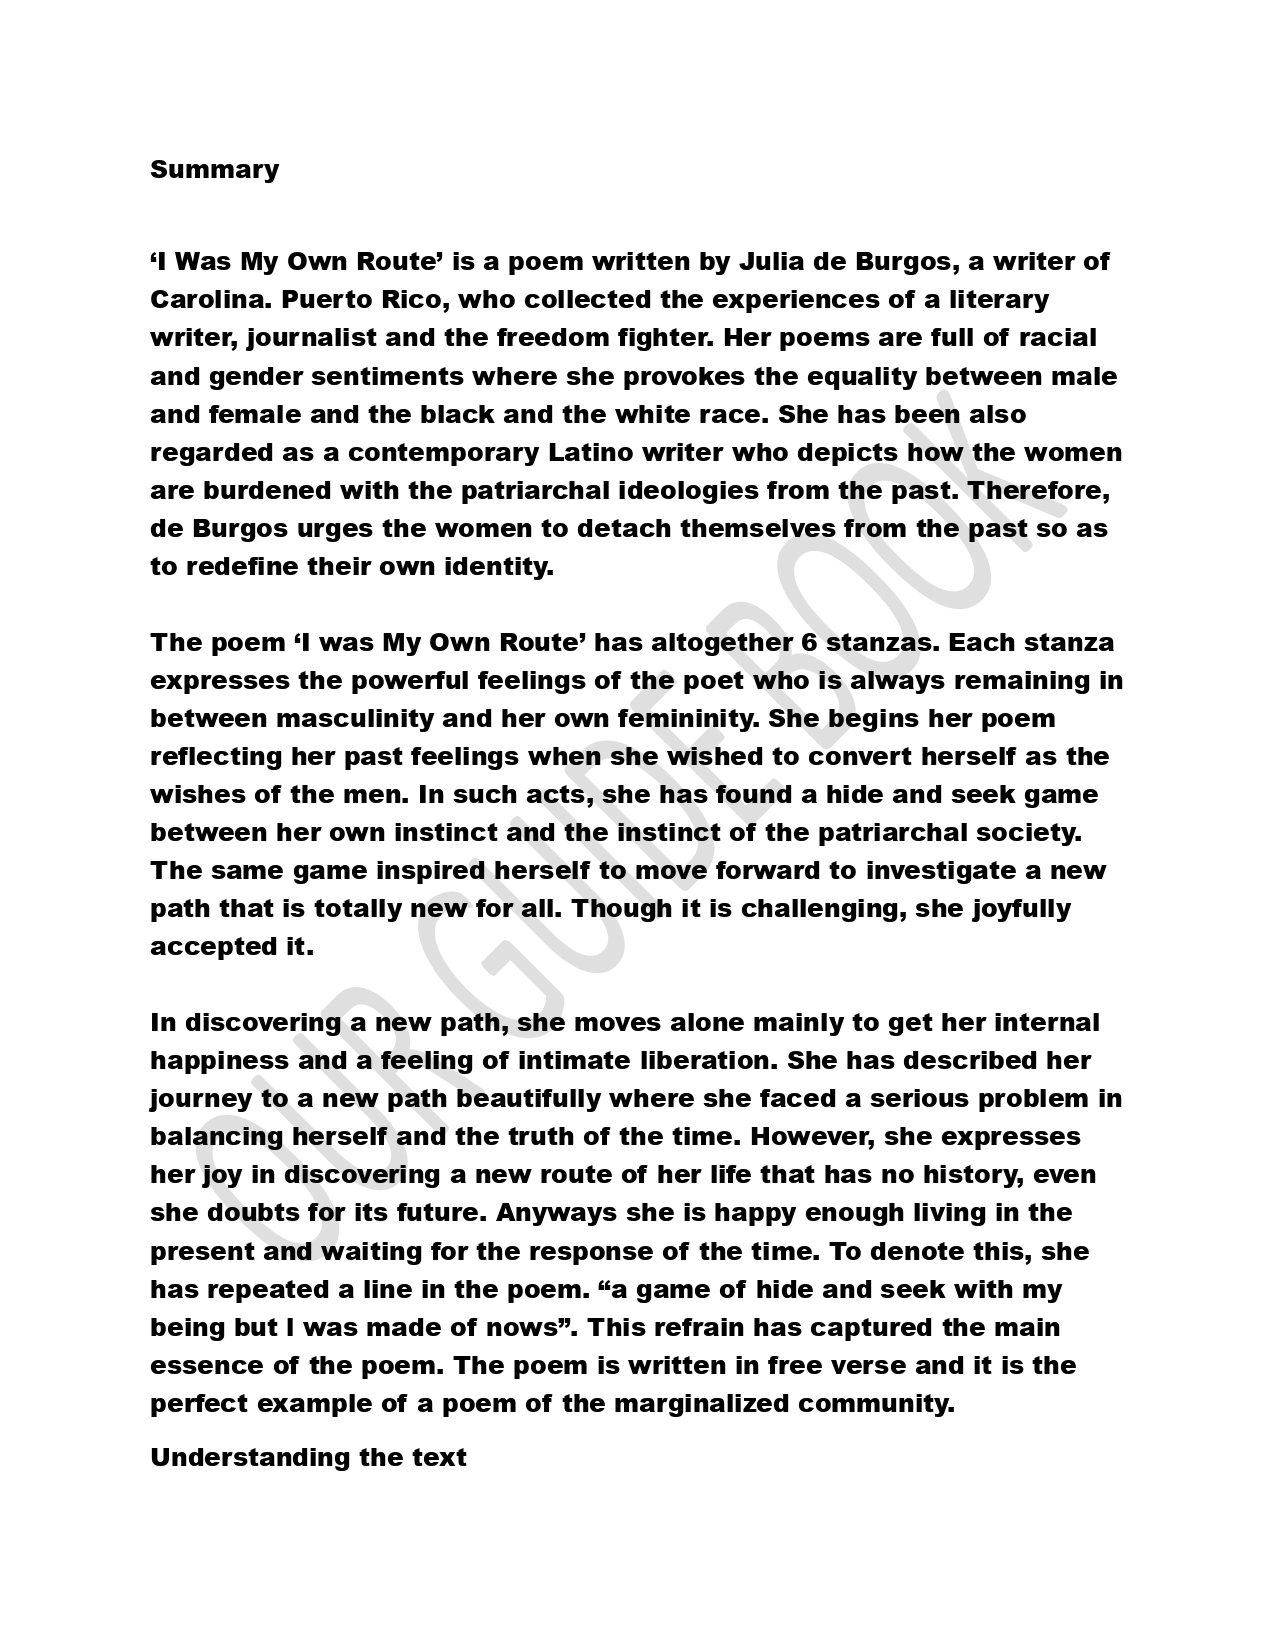 Summary
‘I Was My Own Route’ is a poem written by Julia de Burgos, a writer of
Carolina. Puerto Rico, who collected the experiences of a literary
writer, journalist and the freedom fighter. Her poems are full of racial
and gender sentiments where she provokes the equality between male
and female and the black and the white race. She has been also
regarded as a contemporary Latino writer who depicts how the women
are burdened with the patriarchal ideologies from the past. Therefore,
de Burgos urges the women to detach themselves from the past so as
to redefine their own identity.
The poem ‘I was My Own Route’ has altogether 6 stanzas. Each stanza
expresses the powerful feelings of the poet who is always remaining in
between masculinity and her own femininity. She begins her poem
reflecting her past feelings when she wished to convert herself as the
wishes of the men. In such acts, she has found a hide and seek game
between her own instinct and the instinct of the patriarchal society.
The same game inspired herself to move forward to investigate a new
path that is totally new for all. Though it is challenging, she joyfully
accepted it.
In discovering a new path, she moves alone mainly to get her internal
happiness and a feeling of intimate liberation. She has described her
journey to a new path beautifully where she faced a serious problem in
balancing herself and the truth of the time. However, she expresses
her joy in discovering a new route of her life that has no history, even
she doubts for its future. Anyways she is happy enough living in the
present and waiting for the response of the time. To denote this, she
has repeated a line in the poem. “a game of hide and seek with my
being but I was made of nows”. This refrain has captured the main
essence of the poem. The poem is written in free verse and it is the
perfect example of a poem of the marginalized community.
Understanding the text
OUR GUIDE BOOK